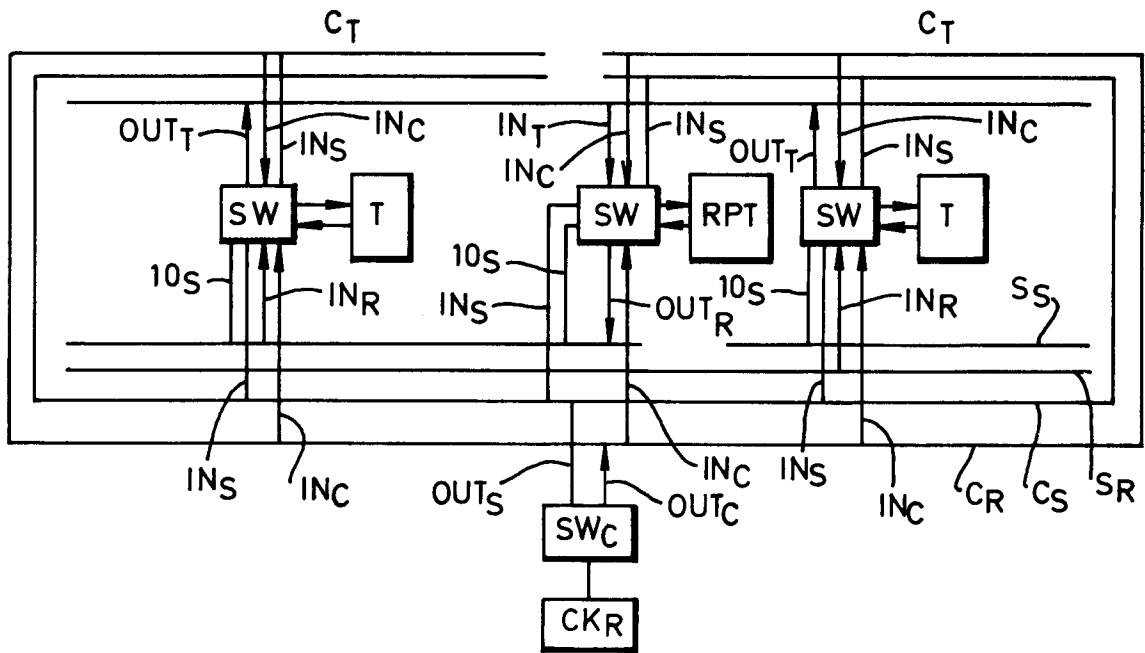 C_T C_T
OUT_T IN_C IN_T IN_S IN_C
IN_S IN_C OUT_T IN_S
SW T SW RPT SW T
10_S IN_R 10_S IN_S OUT_R 10_S IN_R S_S
IN_S IN_C OUT_S OUT_C IN_C IN_S IN_C C_R C_S S_R
SW_C
CK_R